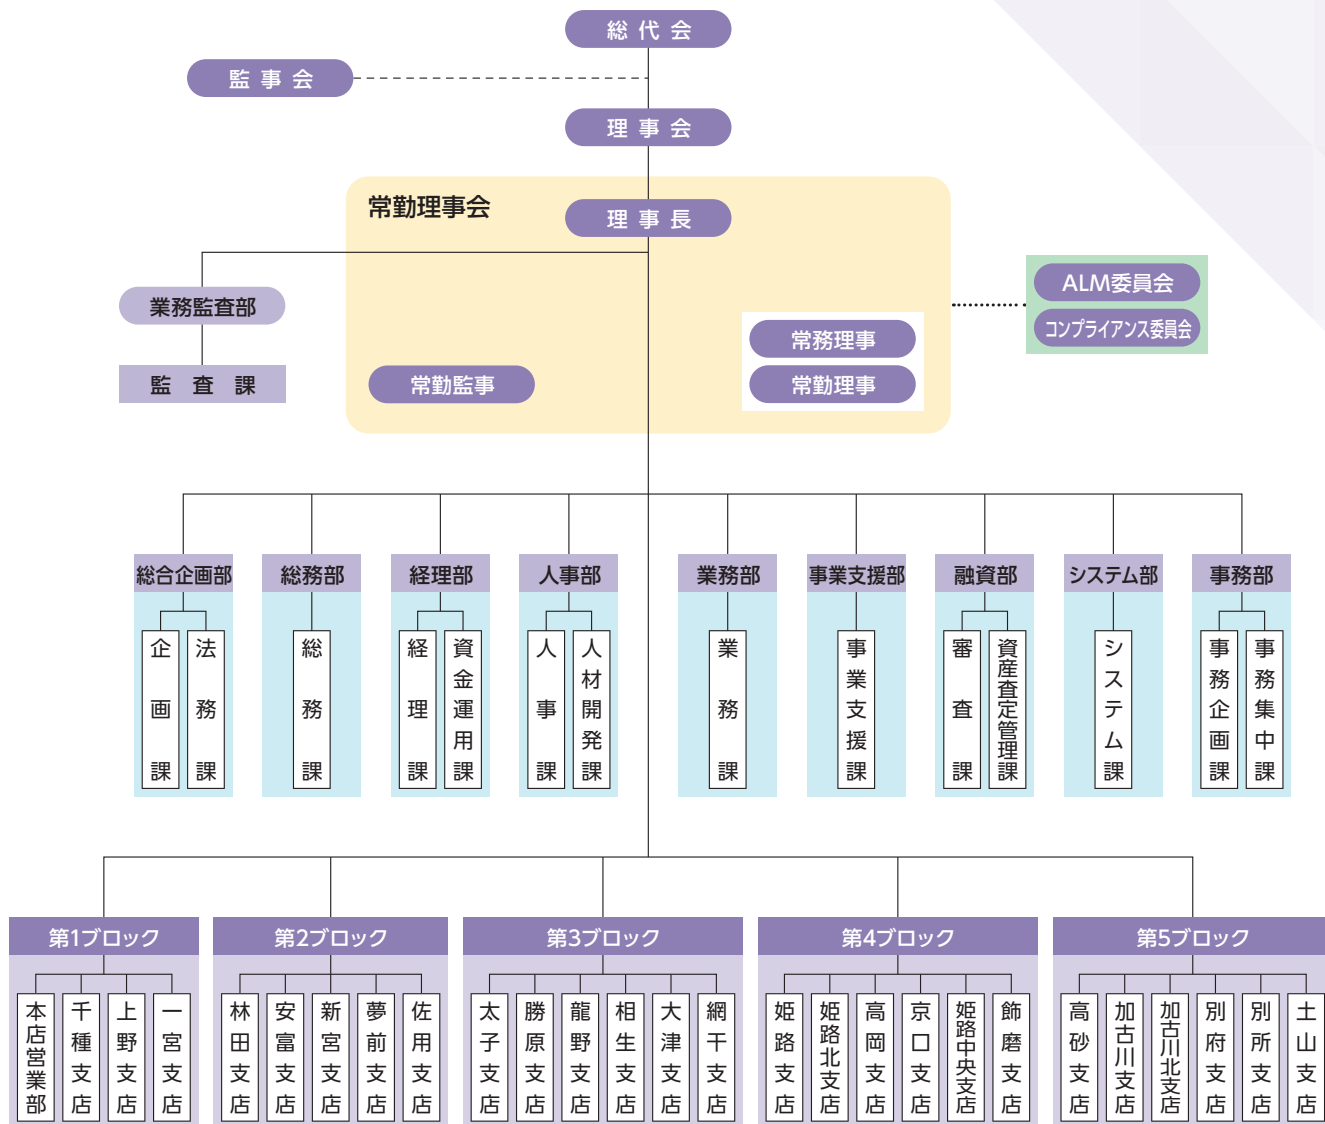 総代会
監事会
理事会
常勤理事会
理事長
業務監査部
監査課
ALM委員会
コンプライアンス委員会
常務理事
常勤理事
常勤監事
総合企画部
総務部
経理部
人事部
業務部
事業支援部
融資部
システム部
事務部
企画課
法務課
総務課
経理課
資金運用課
人事課
人材開発課
業務課
事業支援課
審査課
資産査定管理課
システム課
事務企画課
事務集中課
第1ブロック
第2ブロック
第3ブロック
第4ブロック
第5ブロック
本店営業部
千種支店
上野支店
一宮支店
林田支店
安富支店
新宮支店
夢前支店
佐用支店
太子支店
勝原支店
龍野支店
相生支店
大津支店
網干支店
姫路支店
姫路北支店
高岡支店
京口支店
姫路中央支店
飾磨支店
高砂支店
加古川支店
加古川北支店
別府支店
別所支店
土山支店